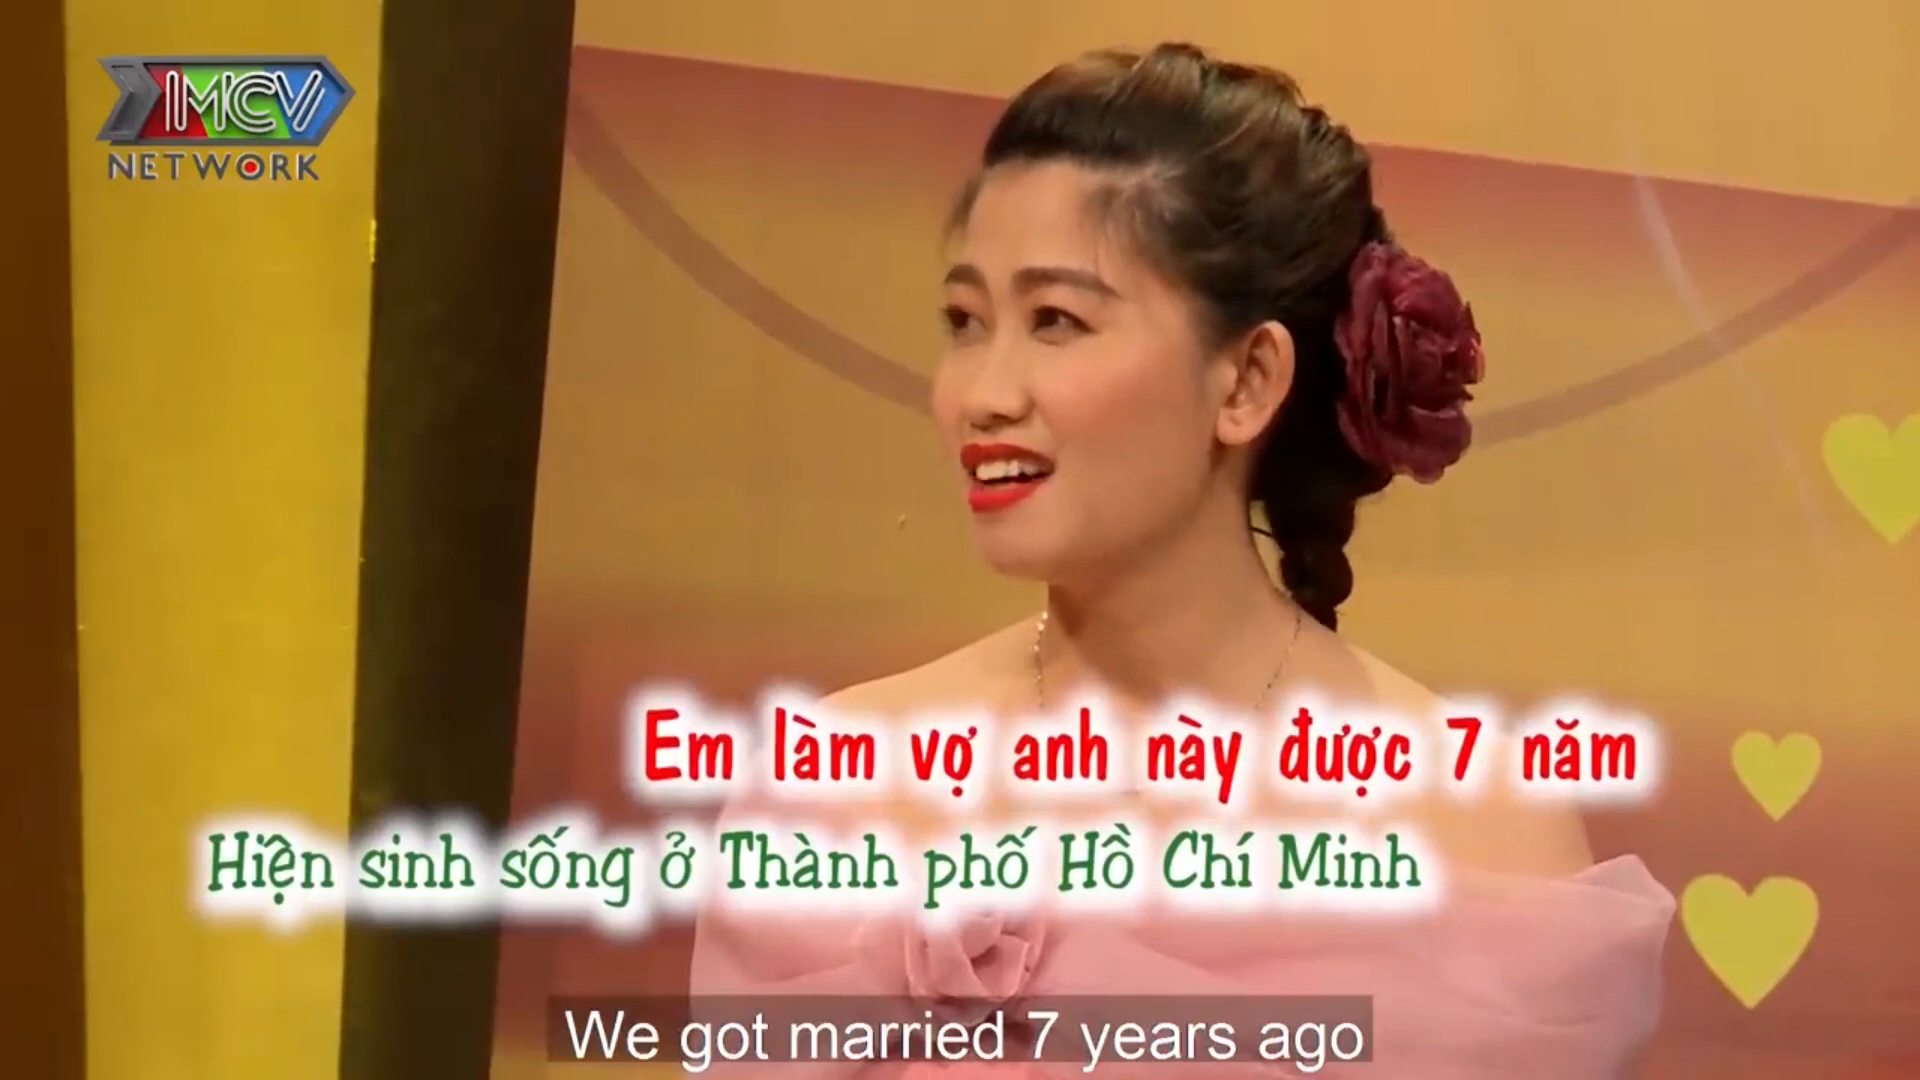 MCV
NETWORK
Em làm vợ anh này được 7 năm
Hiện sinh sống ở Thành phố Hồ Chí Minh
We got married 7 years ago